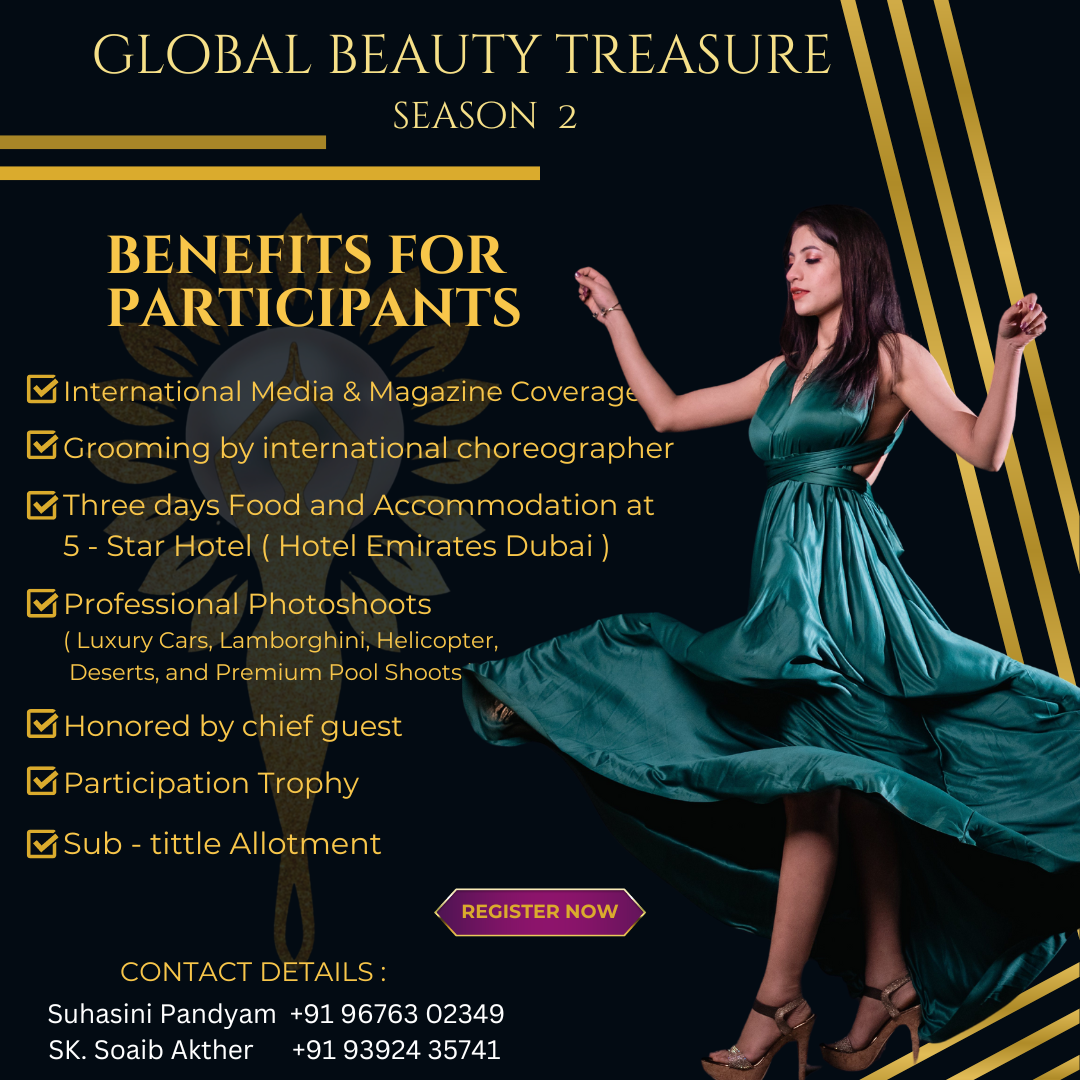 GLOBAL BEAUTY TREASURE
SEASON 2
BENEFITS FOR
PARTICIPANTS
International Media & Magazine Coverage
Grooming by international choreographer
Three days Food and Accommodation at
5 - Star Hotel ( Hotel Emirates Dubai )
Professional Photoshoots
( Luxury Cars, Lamborghini, Helicopter,
Deserts, and Premium Pool Shoots
Honored by chief guest
Participation Trophy
Sub - tittle Allotment
REGISTER NOW
CONTACT DETAILS :
Suhasini Pandyam +91 96763 02349
SK. Soaib Akther +91 93924 35741